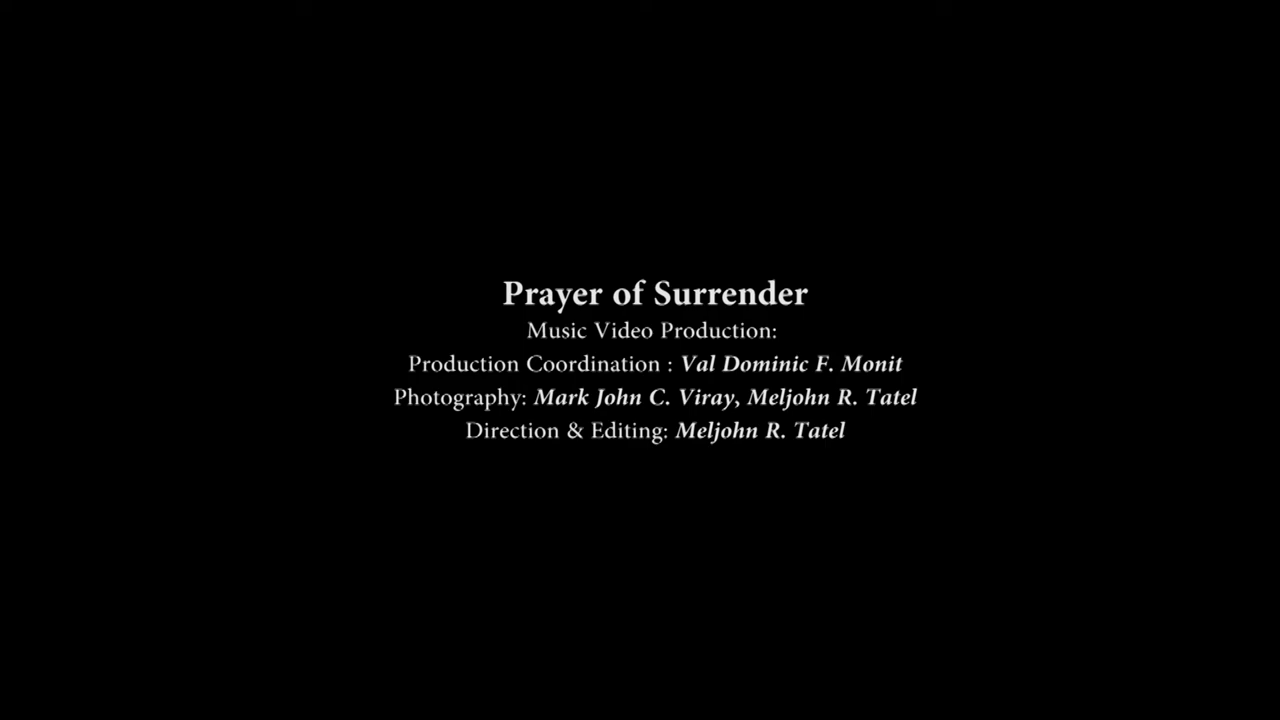 Prayer of Surrender
Music Video Production:
Production Coordination : Val Dominic F. Monit
Photography: Mark John C. Viray, Meljohn R. Tatel
Direction & Editing: Meljohn R. Tatel